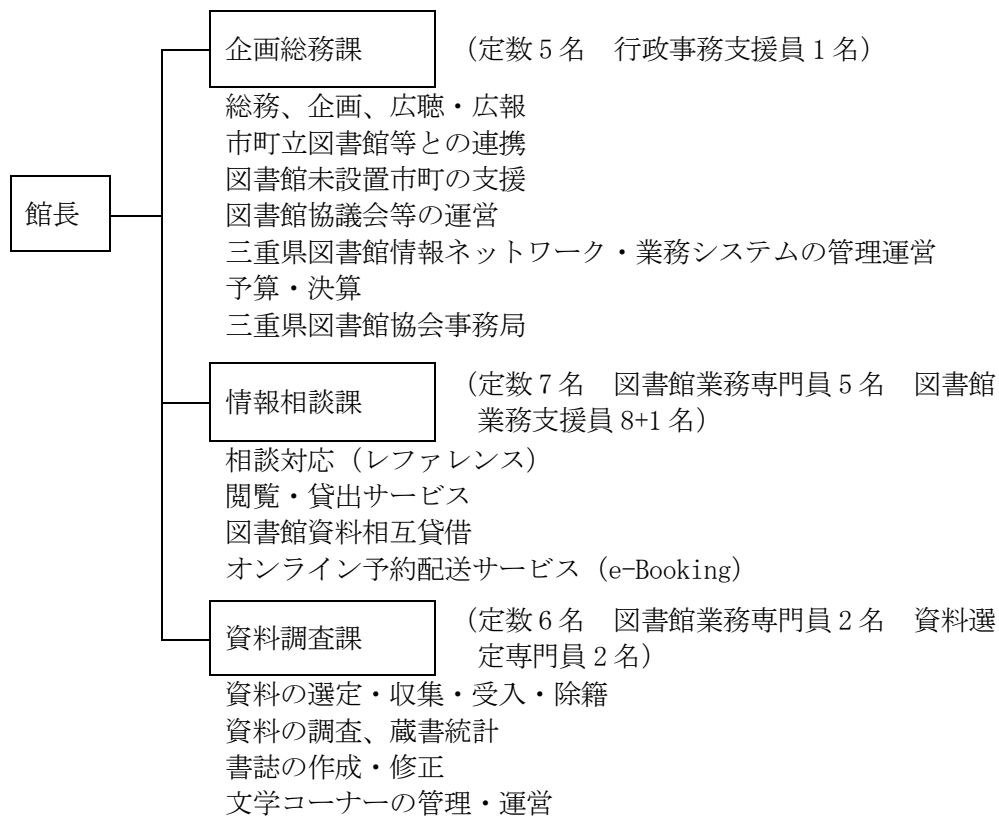 館長
企画総務課
（定数5名　行政事務支援員1名）
総務、企画、広聴・広報
市町立図書館等との連携
図書館未設置市町の支援
図書館協議会等の運営
三重県図書館情報ネットワーク・業務システムの管理運営
予算・決算
三重県図書館協会事務局
情報相談課
（定数7名　図書館業務専門員5名　図書館
業務支援員8+1名）
相談対応（レファレンス）
閲覧・貸出サービス
図書館資料相互貸借
オンライン予約配送サービス（e-Booking）
資料調査課
（定数6名　図書館業務専門員2名　資料選
定専門員2名）
資料の選定・収集・受入・除籍
資料の調査、蔵書統計
書誌の作成・修正
文学コーナーの管理・運営